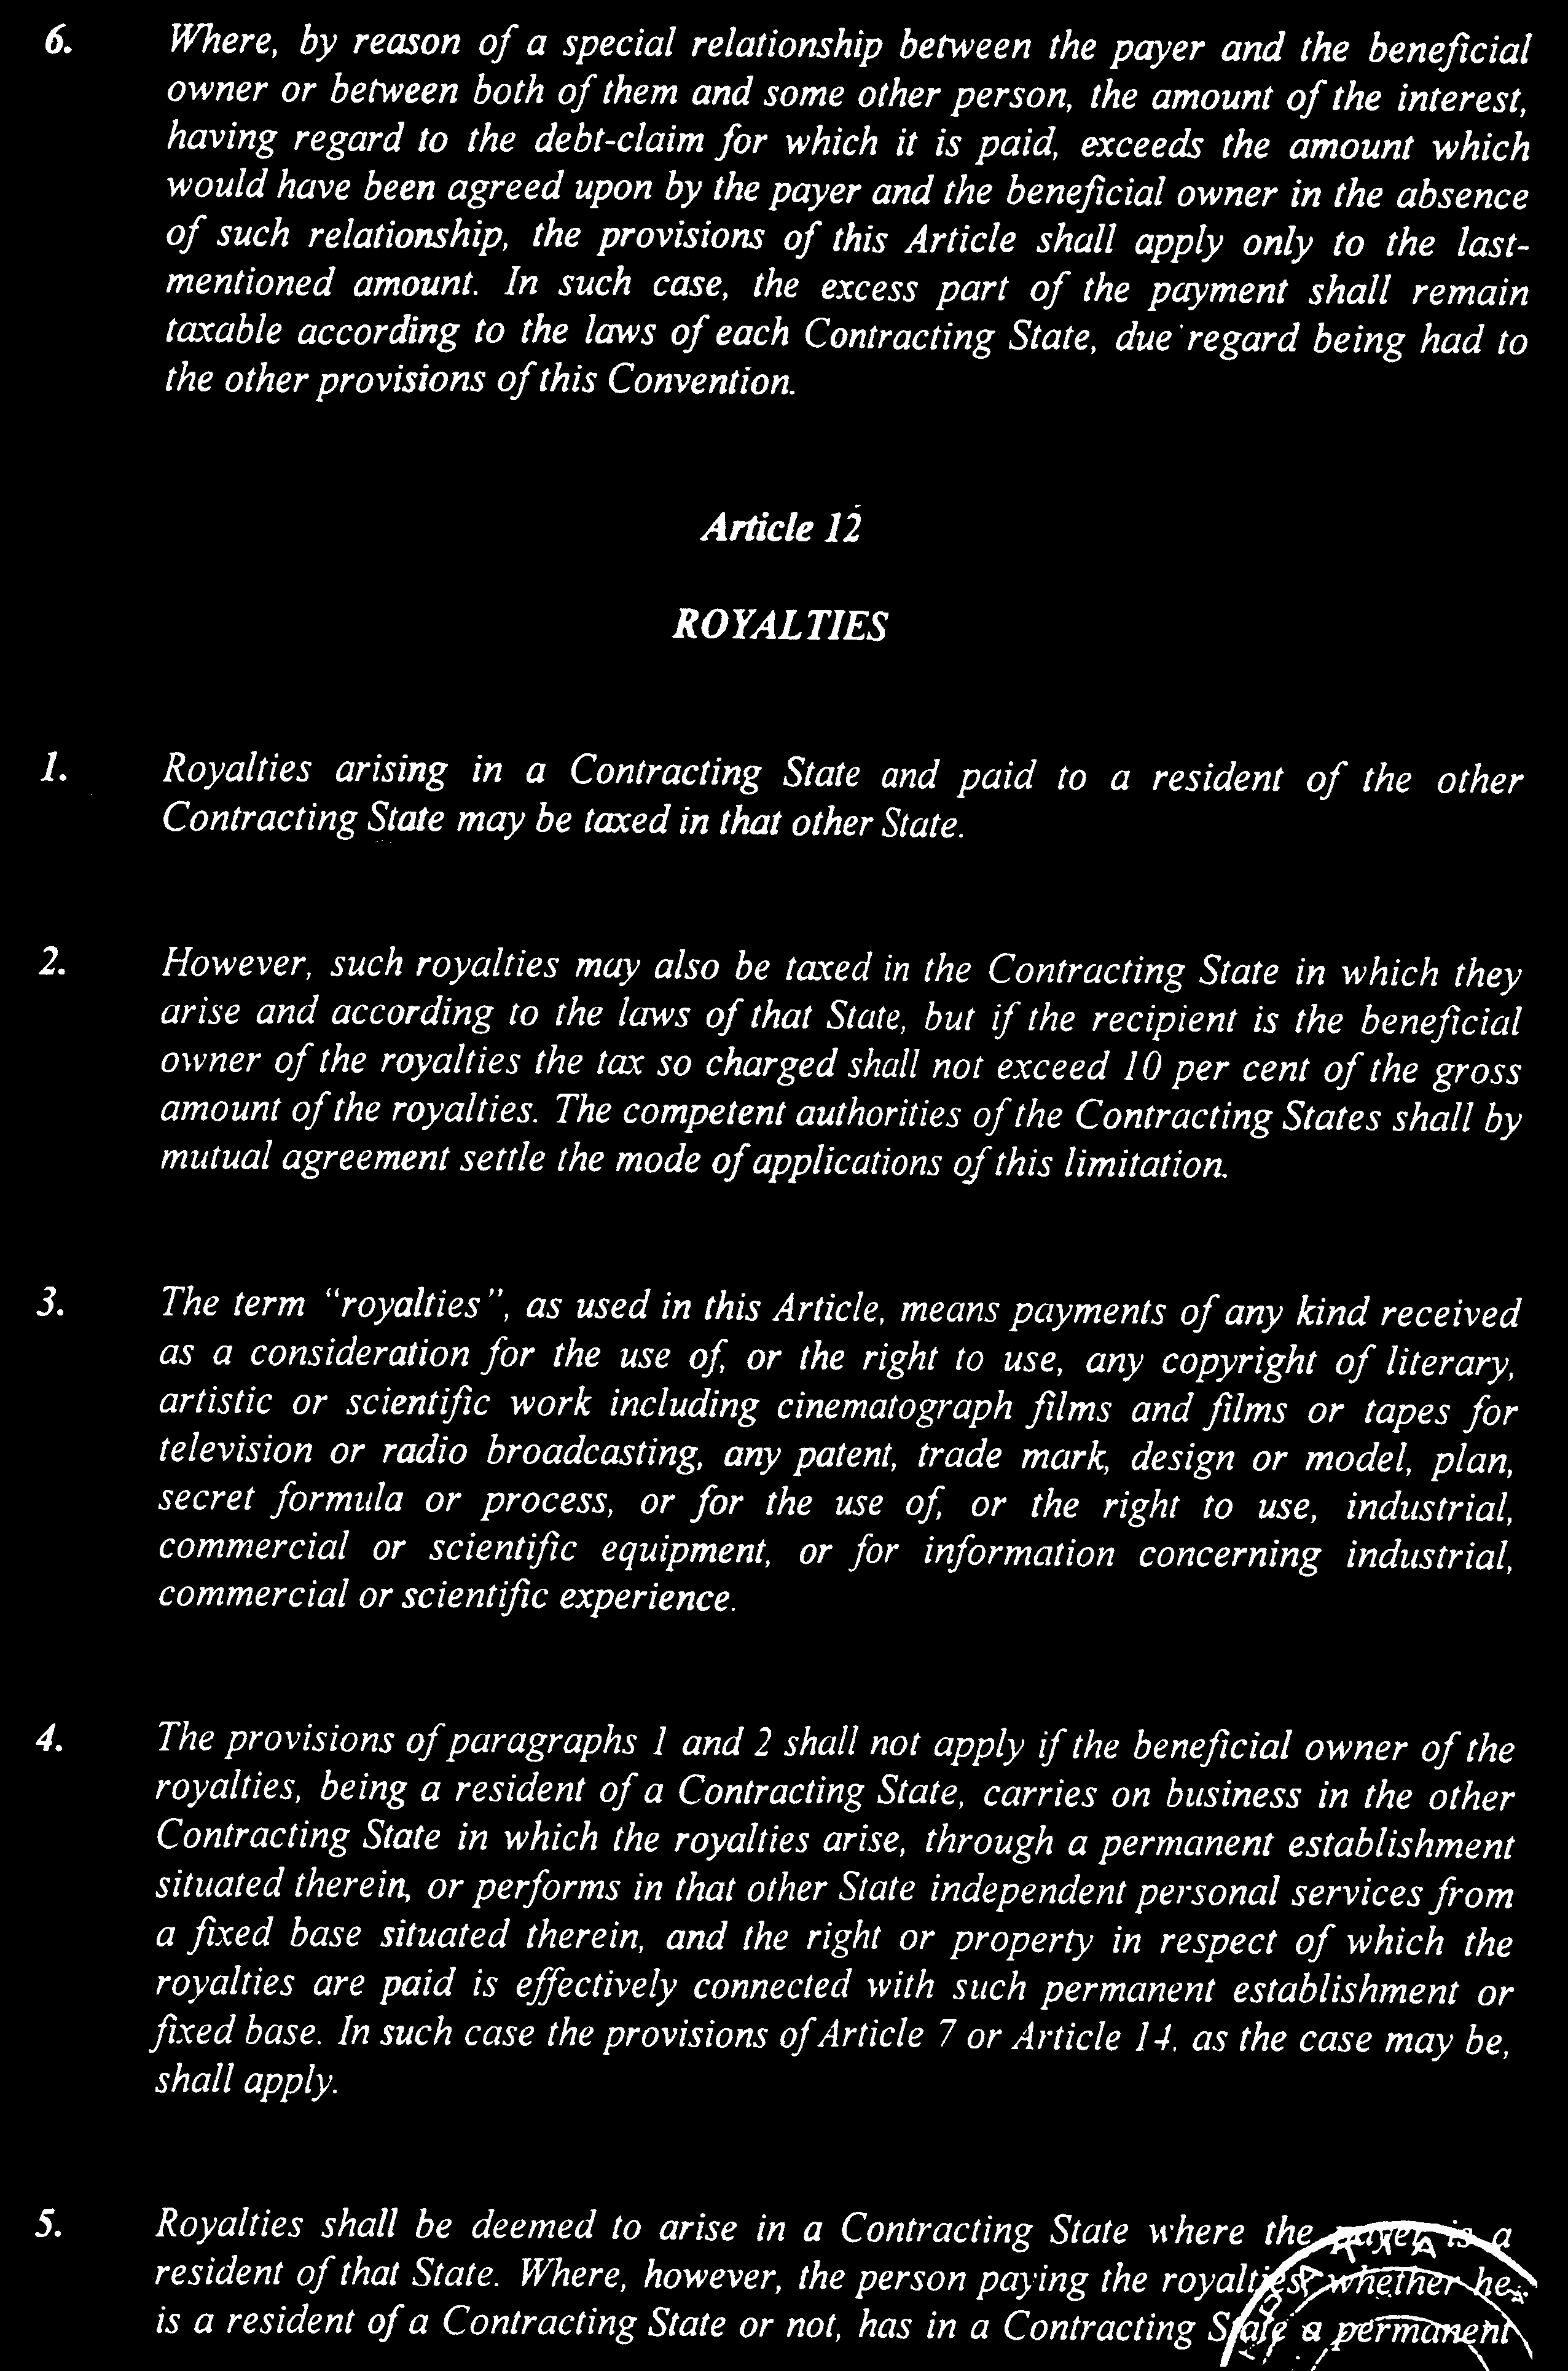 6. Where, by reason of a special relationship between the payer and the beneficial
owner or between both of them and some other person, the amount of the interest,
having regard to the debt-claim for which it is paid, exceeds the amount which
would have been agreed upon by the payer and the beneficial owner in the absence
of such relationship, the provisions of this Article shall apply only to the last-
mentioned amount. In such case, the excess part of the payment shall remain
taxable according to the laws of each Contracting State, due regard being had to
the other provisions of this Convention.
Article 12
ROYALTIES
1. Royalties arising in a Contracting State and paid to a resident of the other
Contracting State may be taxed in that other State.
2. However, such royalties may also be taxed in the Contracting State in which they
arise and according to the laws of that State, but if the recipient is the beneficial
owner of the royalties the tax so charged shall not exceed 10 per cent of the gross
amount of the royalties. The competent authorities of the Contracting States shall by
mutual agreement settle the mode of applications of this limitation.
3. The term "royalties", as used in this Article, means payments of any kind received
as a consideration for the use of, or the right to use, any copyright of literary,
artistic or scientific work including cinematograph films and films or tapes for
television or radio broadcasting, any patent, trade mark, design or model, plan,
secret formula or process, or for the use of, or the right to use, industrial,
commercial or scientific equipment, or for information concerning industrial,
commercial or scientific experience.
4. The provisions of paragraphs 1 and 2 shall not apply if the beneficial owner of the
royalties, being a resident of a Contracting State, carries on business in the other
Contracting State in which the royalties arise, through a permanent establishment
situated therein, or performs in that other State independent personal services from
a fixed base situated therein, and the right or property in respect of which the
royalties are paid is effectively connected with such permanent establishment or
fixed base. In such case the provisions of Article 7 or Article 14. as the case may be,
shall apply.
5. Royalties shall be deemed to arise in a Contracting State where the payer is a
resident of that State. Where, however, the person paying the royalties, whether he
is a resident of a Contracting State or not, has in a Contracting State a permanent